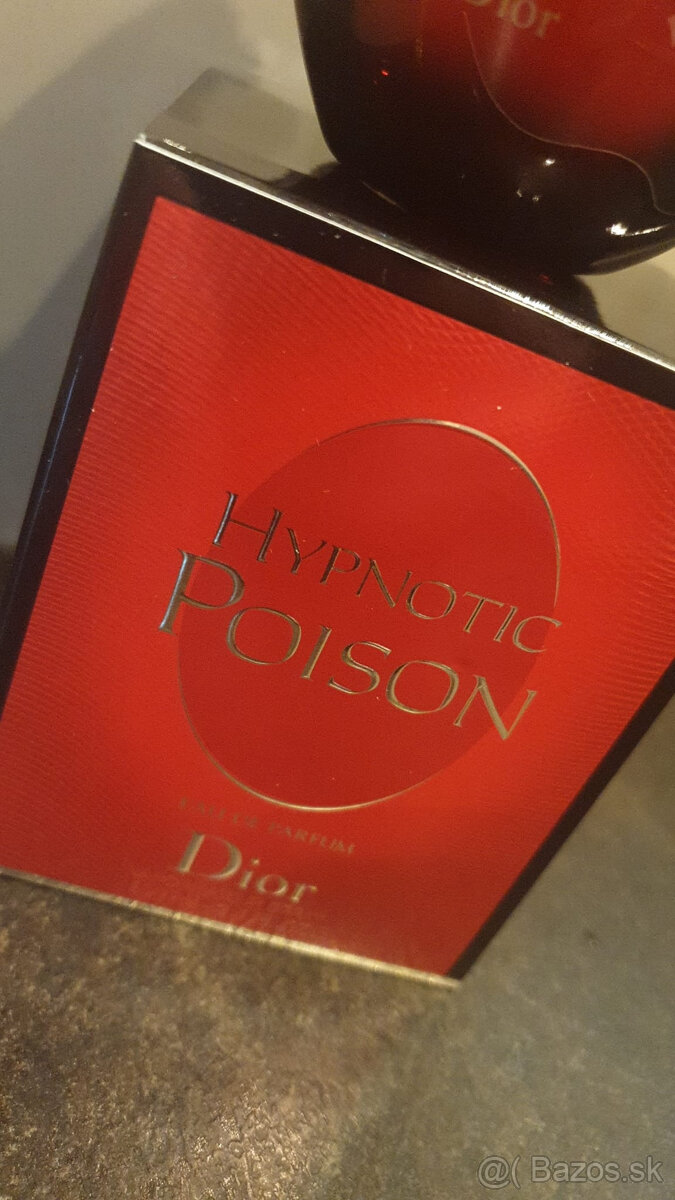 Dior
HYPNOTIC
POISON
EAU DE PARFUM
Dior
@( Bazos.sk